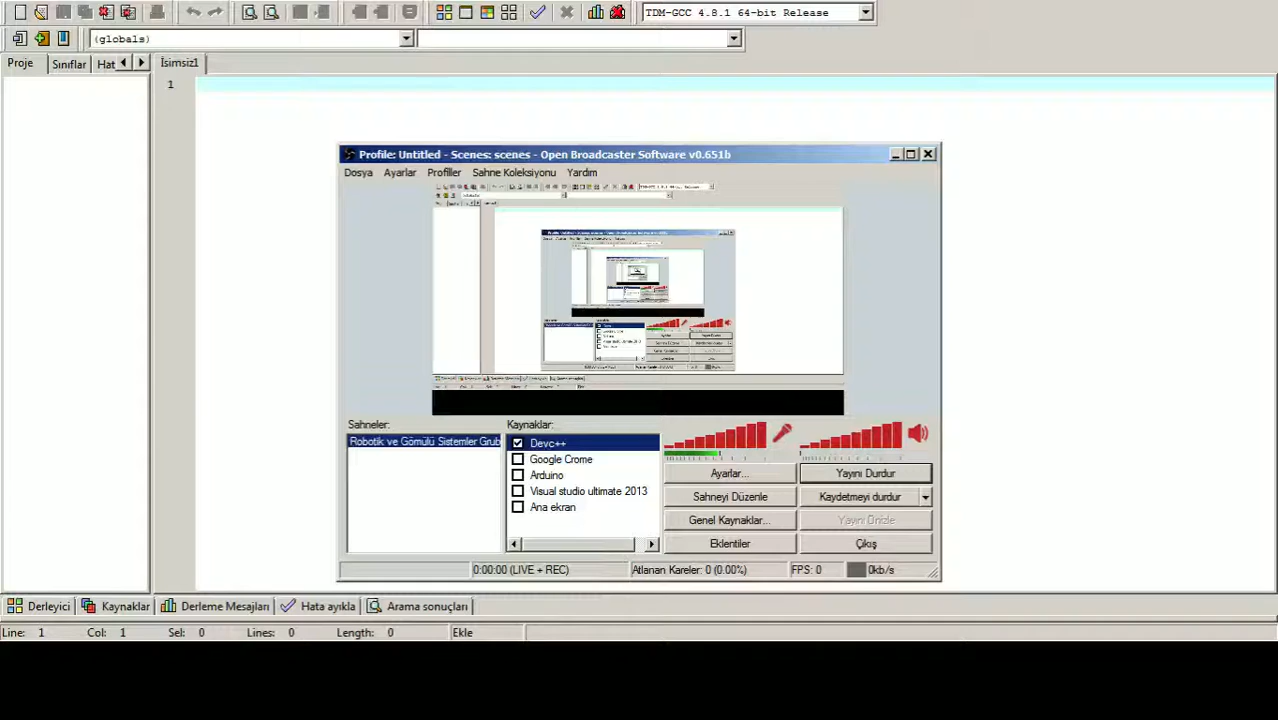 TDM-GCC 4.8.1 64-bit Release
(globals)
Proje Sınıflar Hat İsimsiz1
1
Profile: Untitled - Scenes: scenes - Open Broadcaster Software v0.651b
Dosya Ayarlar Profiller Sahne Koleksiyonu Yardım
Sahneler: Kaynaklar:
Robotik ve Gömülü Sistemler Grub
Devc++
Google Crome
Arduino
Visual studio ultimate 2013
Ana ekran
Ayarlar... Yayını Durdur
Sahneyi Düzenle Kaydetmeyi durdur
Genel Kaynaklar... Yayını Önizle
Eklentiler Çıkış
0:00:00 (LIVE + REC) Atlanan Kareler: 0 (0.00%) FPS: 0 0kb/s
Derleyici Kaynaklar Derleme Mesajları Hata ayıkla Arama sonuçları
Line: 1 Col: 1 Sel: 0 Lines: 0 Length: 0 Ekle